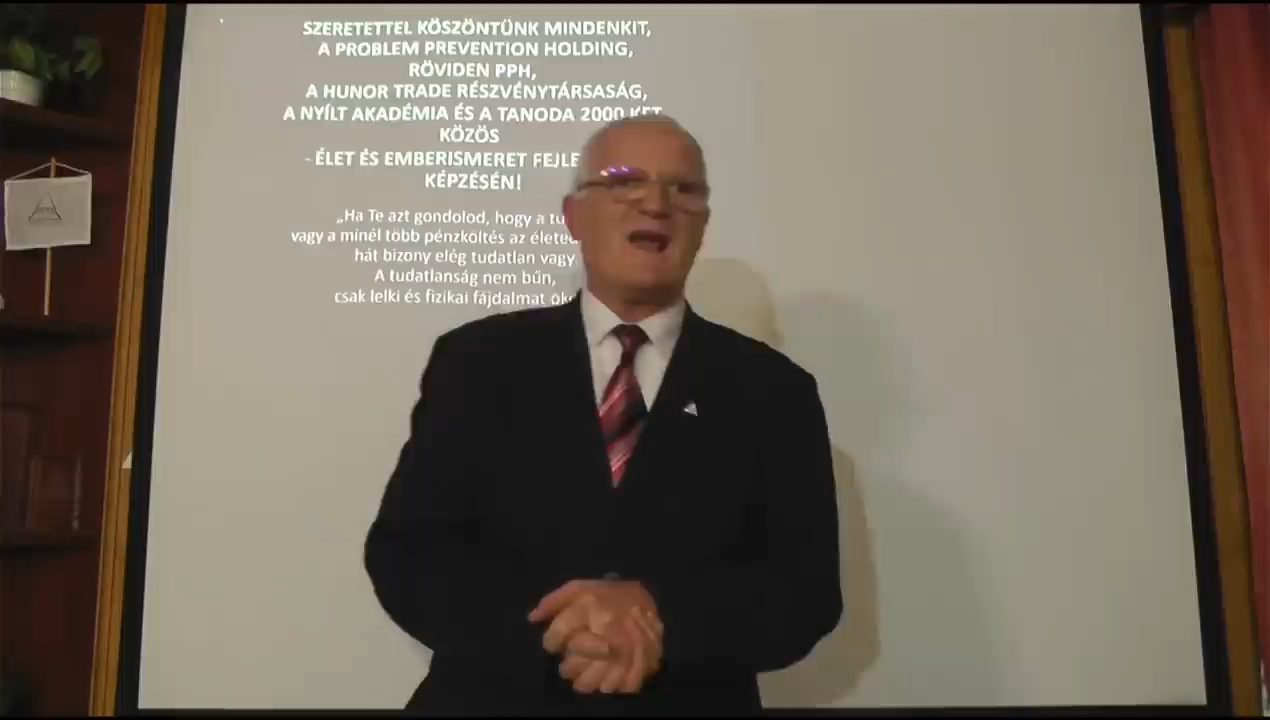 SZERETETTEL KÖSZÖNTÜNK MINDENKIT,
A PROBLEM PREVENTION HOLDING,
RÖVIDEN PPH,
A HUNOR TRADE RÉSZVÉNYTÁRSASÁG,
A NYÍLT AKADÉMIA ÉS A TANODA 2000 KFT
KÖZÖS
- ÉLET ÉS EMBERISMERET
KÉPZÉSÉN!
„Ha Te azt gondolod, hogy a
vagy a minél több pénzköltés az
hát bizony elég tudatlan vagy
A tudatlanság nem bűn,
csak lelki és fizikai fájdalmat